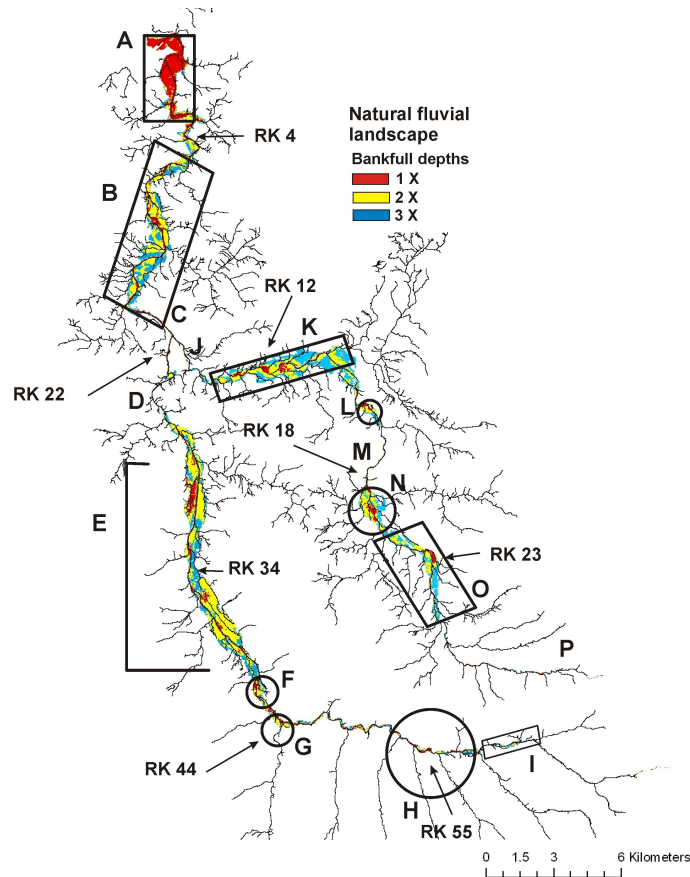 A
RK 4
Natural fluvial
landscape
Bankfull depths
1 X
2 X
3 X
B
RK 12
C
K
J
RK 22
D
L
RK 18
M
N
E
RK 23
RK 34
O
P
F
G
RK 44
I
H
RK 55
0 1.5 3 6 Kilometers